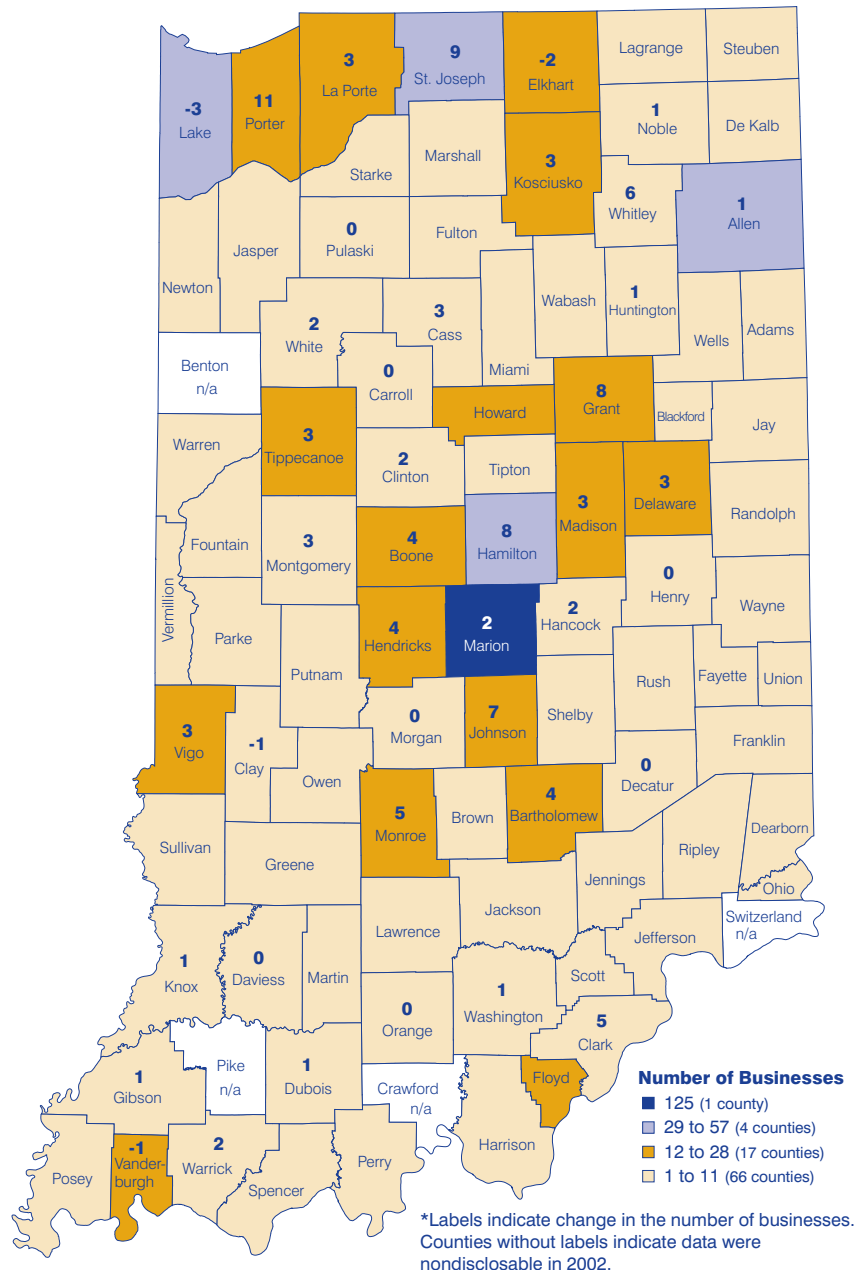 -3
Lake
11
Porter
3
La Porte
9
St. Joseph
-2
Elkhart
Lagrange
Steuben
1
Noble
De Kalb
Starke
Marshall
3
Kosciusko
6
Whitley
1
Allen
Newton
Jasper
0
Pulaski
Fulton
Wabash
1
Huntington
Wells
Adams
2
White
3
Cass
Miami
Benton
n/a
0
Carroll
Howard
8
Grant
Blackford
Jay
Warren
3
Tippecanoe
2
Clinton
Tipton
3
Madison
3
Delaware
Randolph
Fountain
3
Montgomery
4
Boone
8
Hamilton
0
Henry
Wayne
Vermillion
Parke
Putnam
4
Hendricks
2
Marion
2
Hancock
Rush
Fayette
Union
3
Vigo
-1
Clay
Owen
0
Morgan
7
Johnson
Shelby
0
Decatur
Franklin
Sullivan
Greene
5
Monroe
Brown
4
Bartholomew
Jennings
Ripley
Dearborn
Ohio
1
Knox
0
Daviess
Martin
Lawrence
Jackson
Jefferson
Switzerland
n/a
0
Orange
1
Washington
Scott
5
Clark
1
Gibson
Pike
n/a
1
Dubois
Crawford
n/a
Floyd
Harrison
Posey
-1
Vander-
burgh
2
Warrick
Spencer
Perry
Number of Businesses
125 (1 county)
29 to 57 (4 counties)
12 to 28 (17 counties)
1 to 11 (66 counties)
*Labels indicate change in the number of businesses.
Counties without labels indicate data were
nondisclosable in 2002.